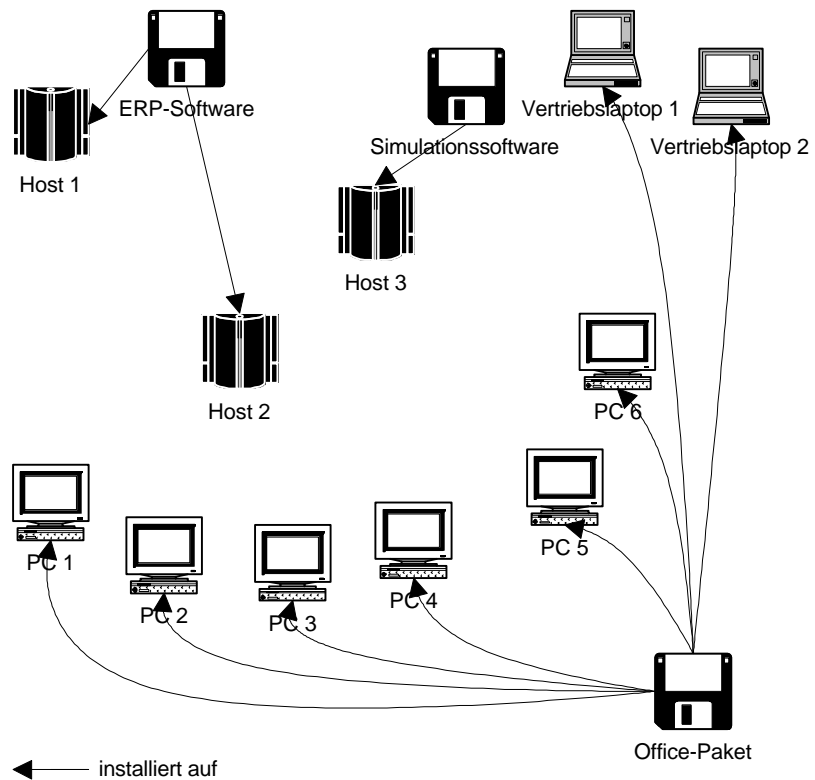 ERP-Software
Vertriebslaptop 1
Simulationssoftware
Vertriebslaptop 2
Host 1
Host 3
Host 2
PC 6
PC 5
PC 1
PC 2
PC 3
PC 4
Office-Paket
installiert auf